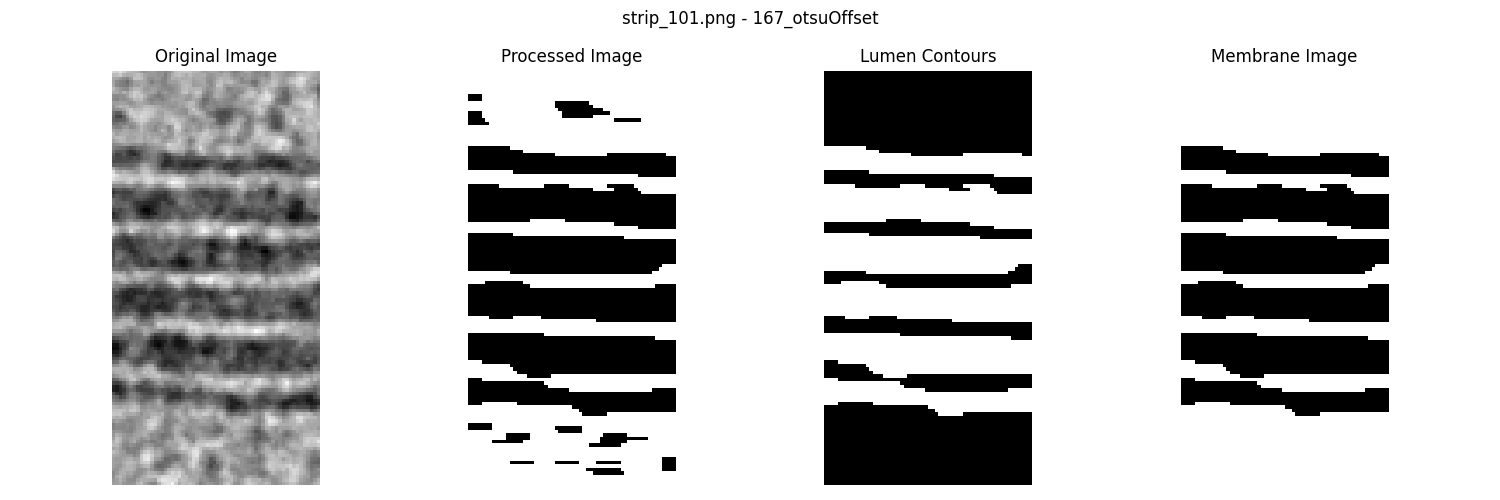 strip_101.png - 167_otsuOffset
Original Image
Processed Image
Lumen Contours
Membrane Image